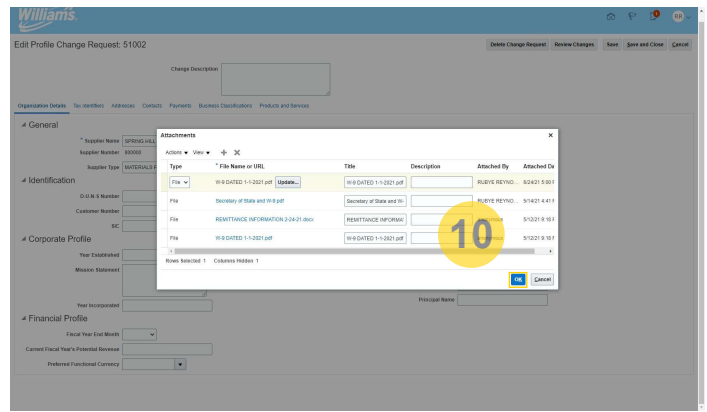 Williams.
RR
Edit Profile Change Request: 51002
Delete Change Request Review Changes Save Save and Close Cancel
Change Description
Organization Details Tax Identifiers Addresses Contacts Payments Business Classifications Products and Services
General
* Supplier Name SPRING HILL
Supplier Number
Supplier Type MATERIALS
Identification
D-U-N-S Number
Customer Number
SIC
Corporate Profile
Year Established
Mission Statement
Year Incorporated
Principal Name
Financial Profile
Fiscal Year End Month
Current Fiscal Year's Potential Revenue
Preferred Functional Currency
Attachments
Actions View
Type * File Name or URL Title Description Attached By Attached Da
File W-9 DATED 1-1-2021.pdf Update... W-9 DATED 1-1-2021.pdf RUBYE REYNO... 6/24/21 5:00
File Secretary of State and W-9.pdf Secretary of State and W- RUBYE REYNO... 5/14/21 4:41
File REMITTANCE INFORMATION 2-24-21.docx REMITTANCE INFORMA anonymous 5/12/21 9:16
File W-9 DATED 1-1-2021.pdf W-9 DATED 1-1-2021.pdf anonymous 5/12/21 9:16
10
Rows Selected 1 Columns Hidden 1
OK Cancel